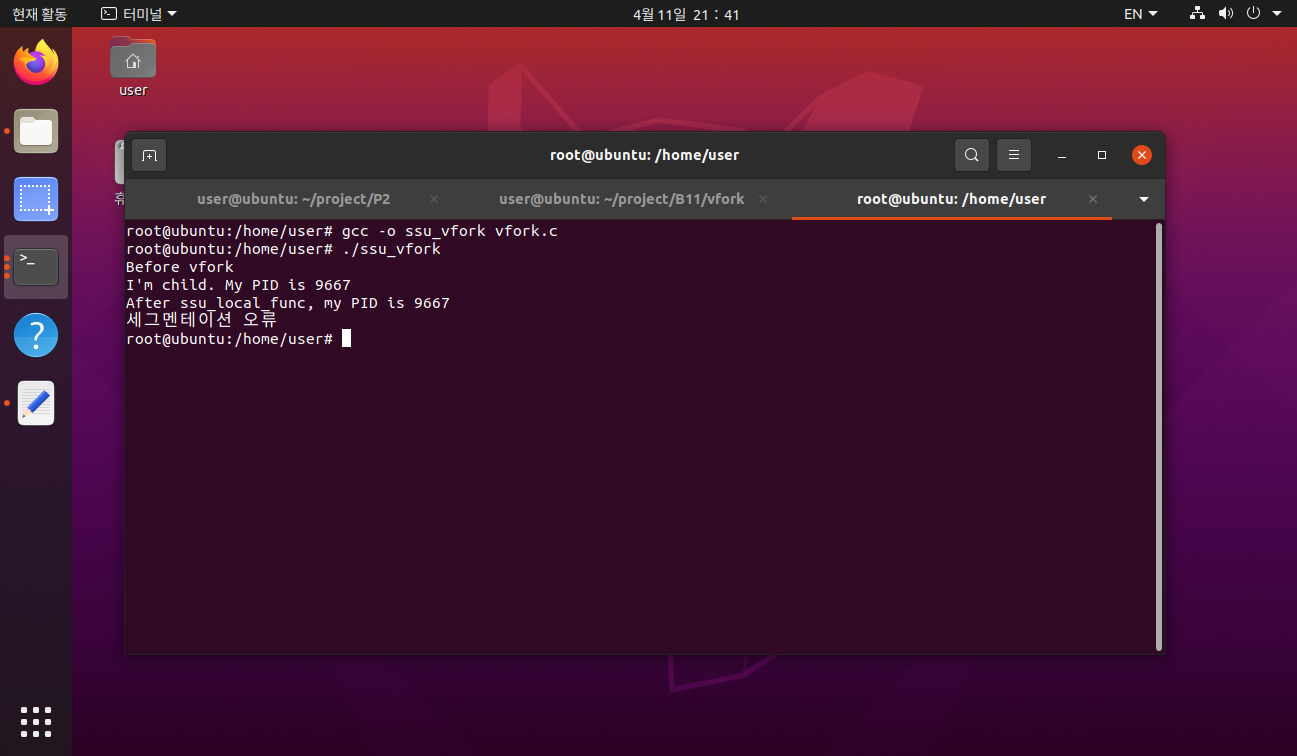 현재 활동 터미널 4월 11일 21 : 41 EN
user
root@ubuntu: /home/user
user@ubuntu: ~/project/P2 user@ubuntu: ~/project/B11/vfork root@ubuntu: /home/user
root@ubuntu:/home/user# gcc -o ssu_vfork vfork.c
root@ubuntu:/home/user# ./ssu_vfork
Before vfork
I'm child. My PID is 9667
After ssu_local_func, my PID is 9667
세그멘테이션 오류
root@ubuntu:/home/user#